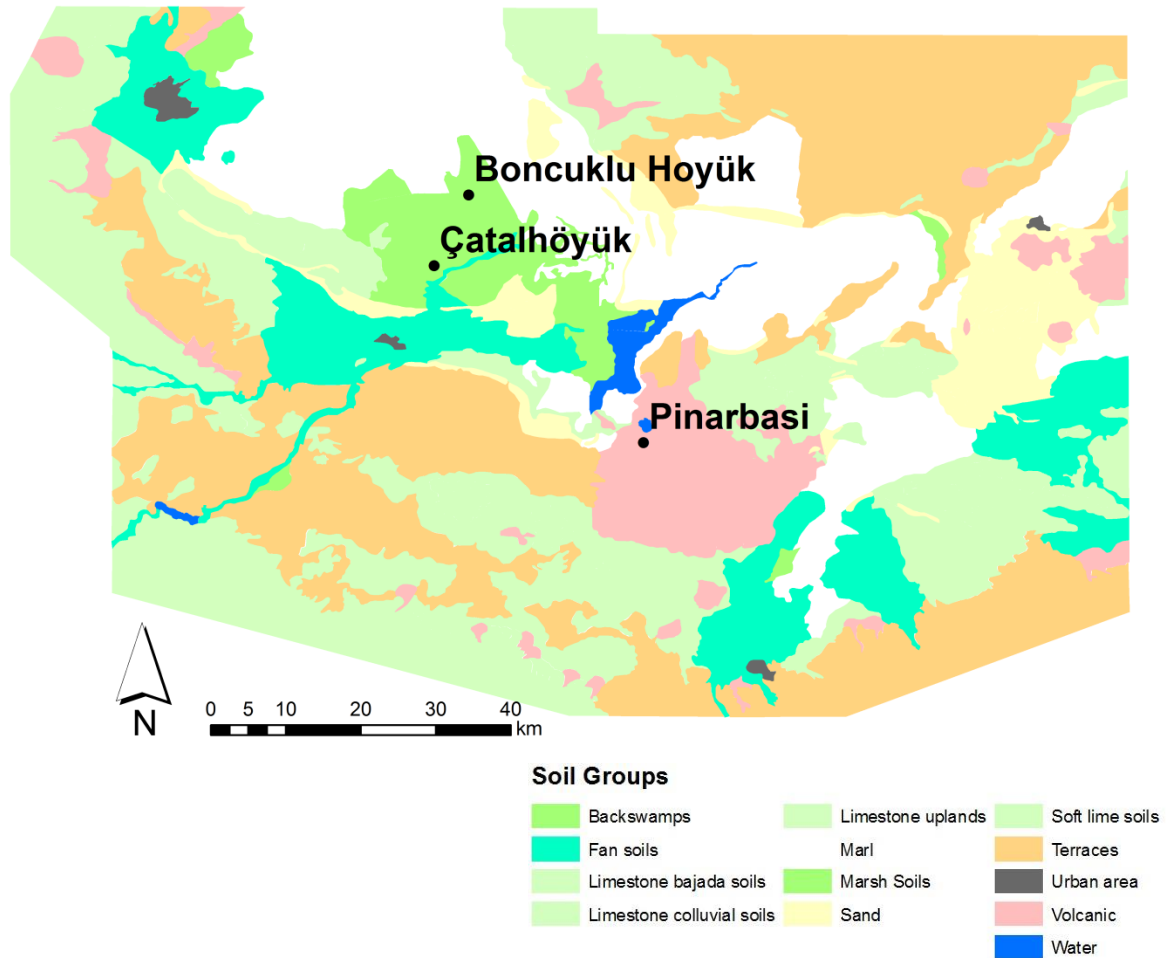 Boncuklu Hoyük
Çatalhöyük
Pinarbasi
N
0 5 10 20 30 40
km
Soil Groups
Backswamps
Fan soils
Limestone bajada soils
Limestone colluvial soils
Limestone uplands
Marl
Marsh Soils
Sand
Soft lime soils
Terraces
Urban area
Volcanic
Water